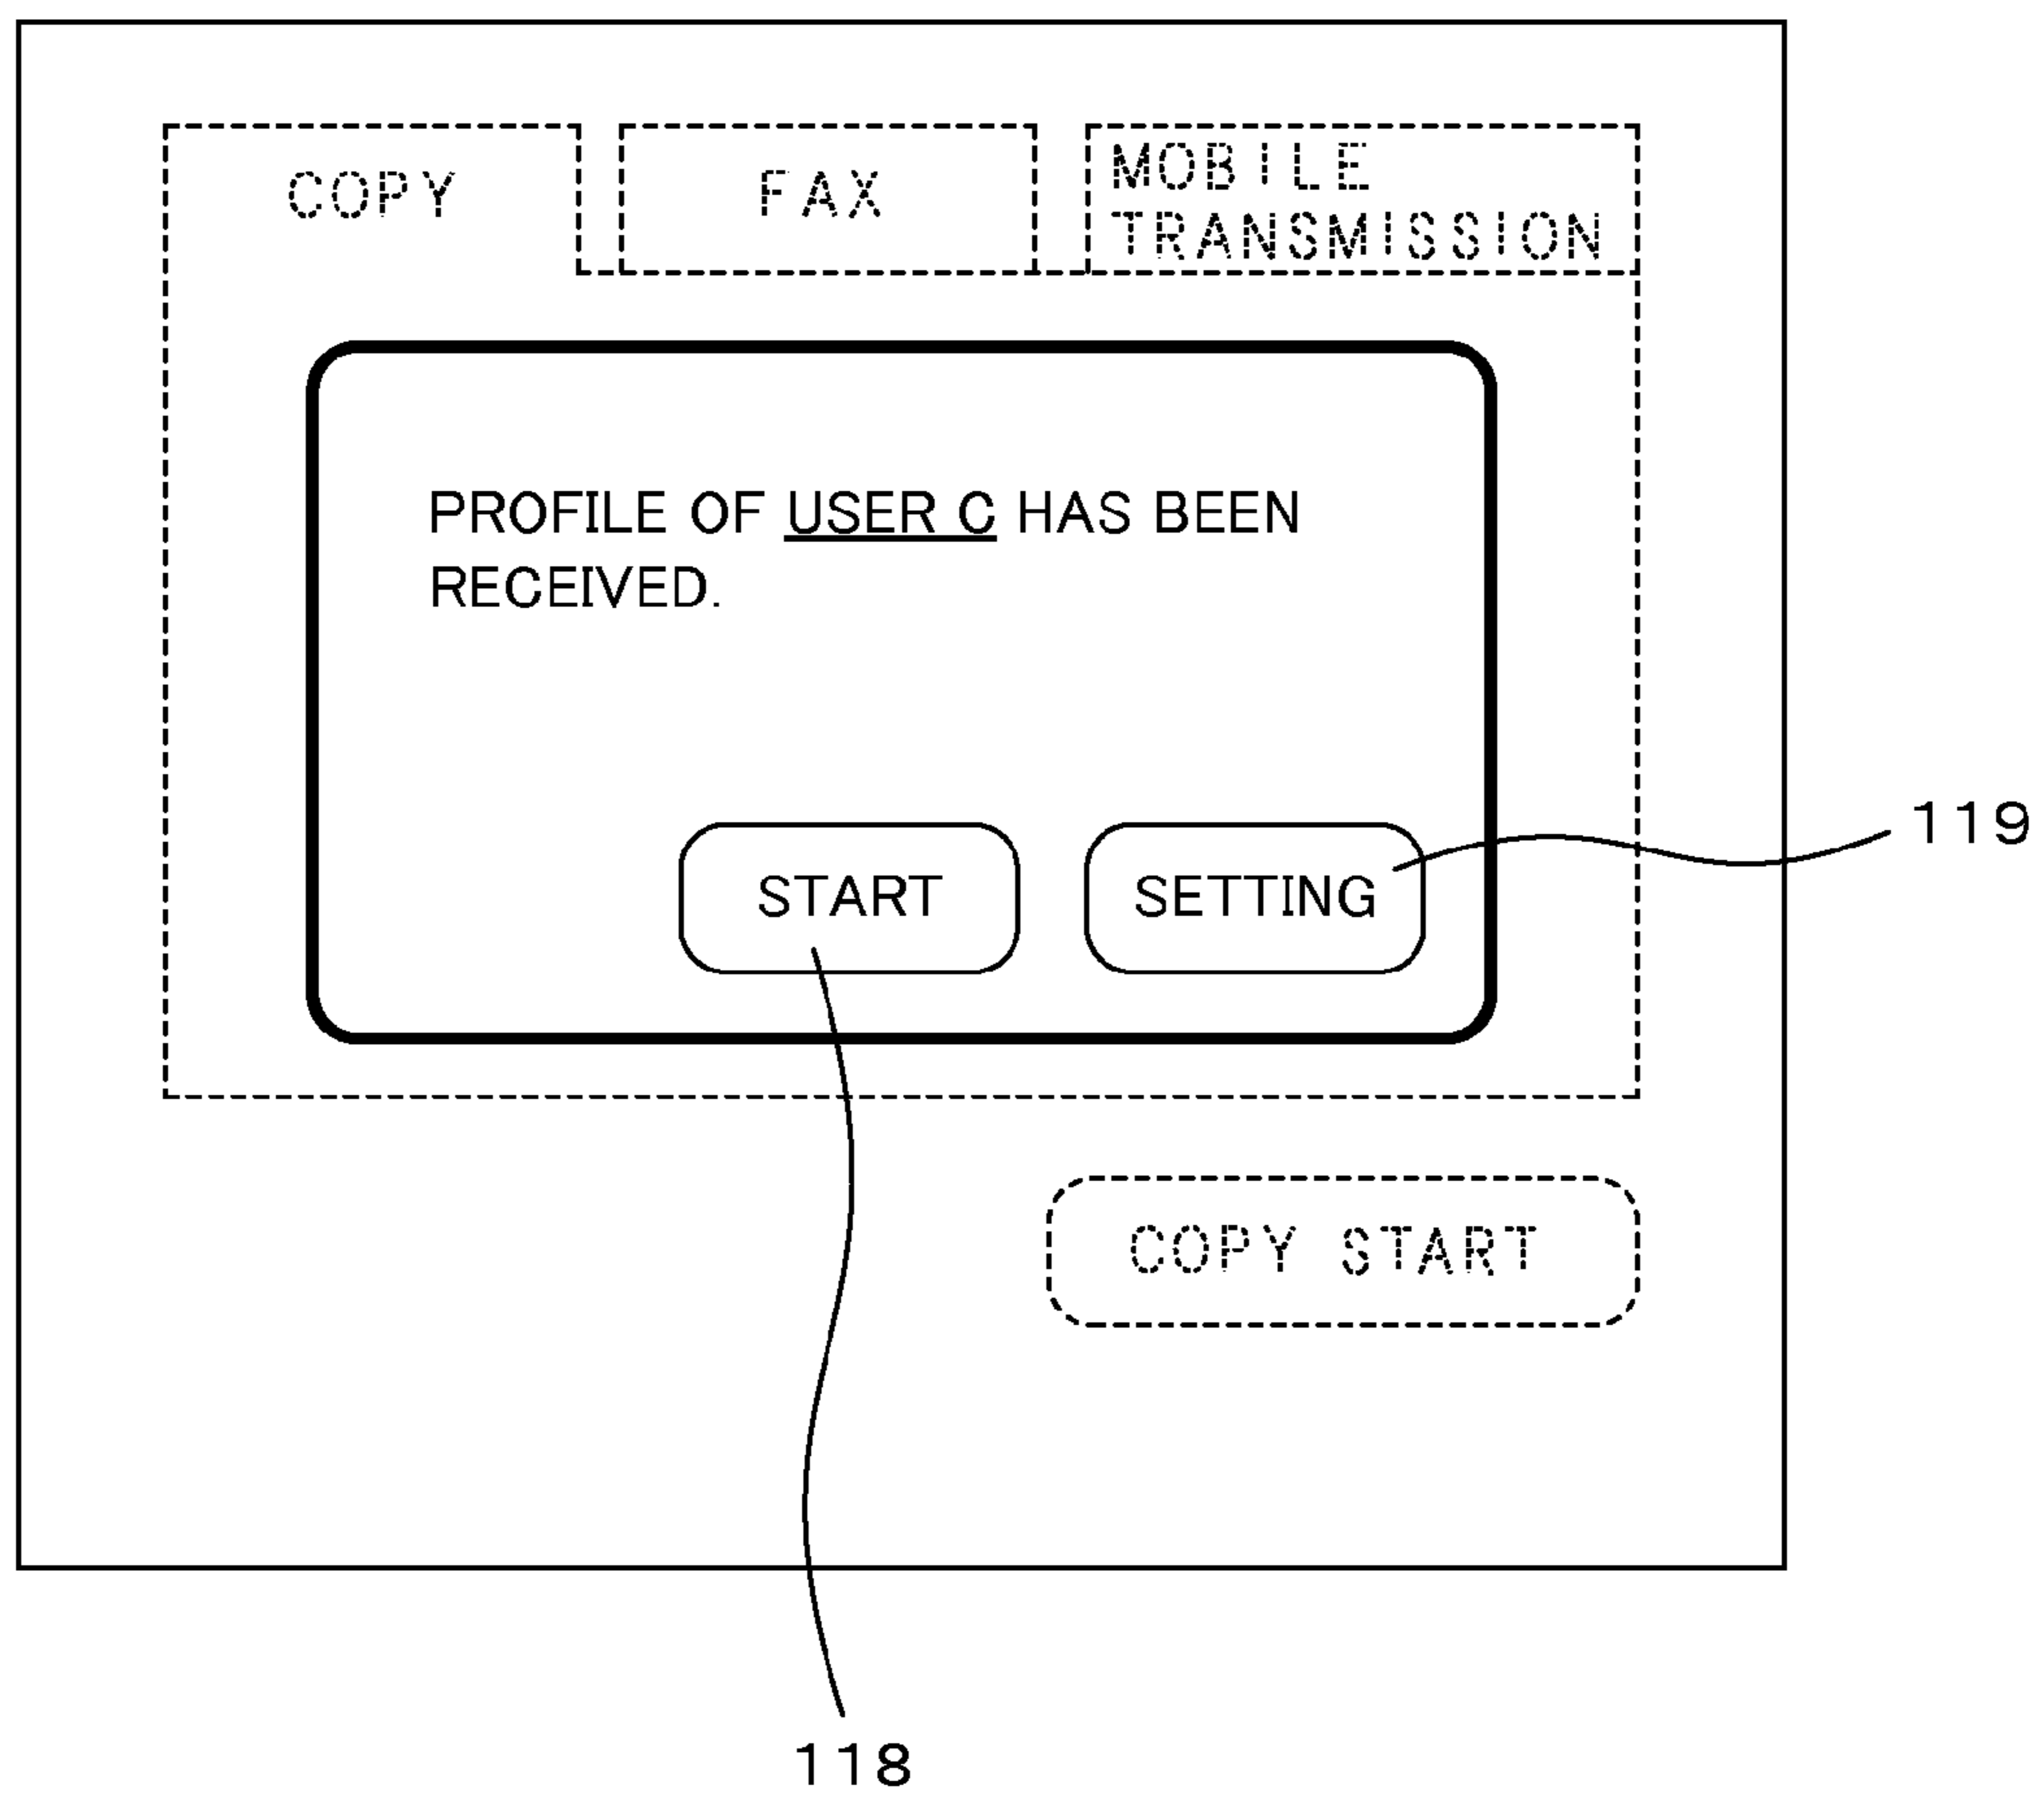 COPY
FAX
MOBILE
TRANSMISSION
PROFILE OF USER C HAS BEEN
RECEIVED.
START
SETTING
119
COPY START
118